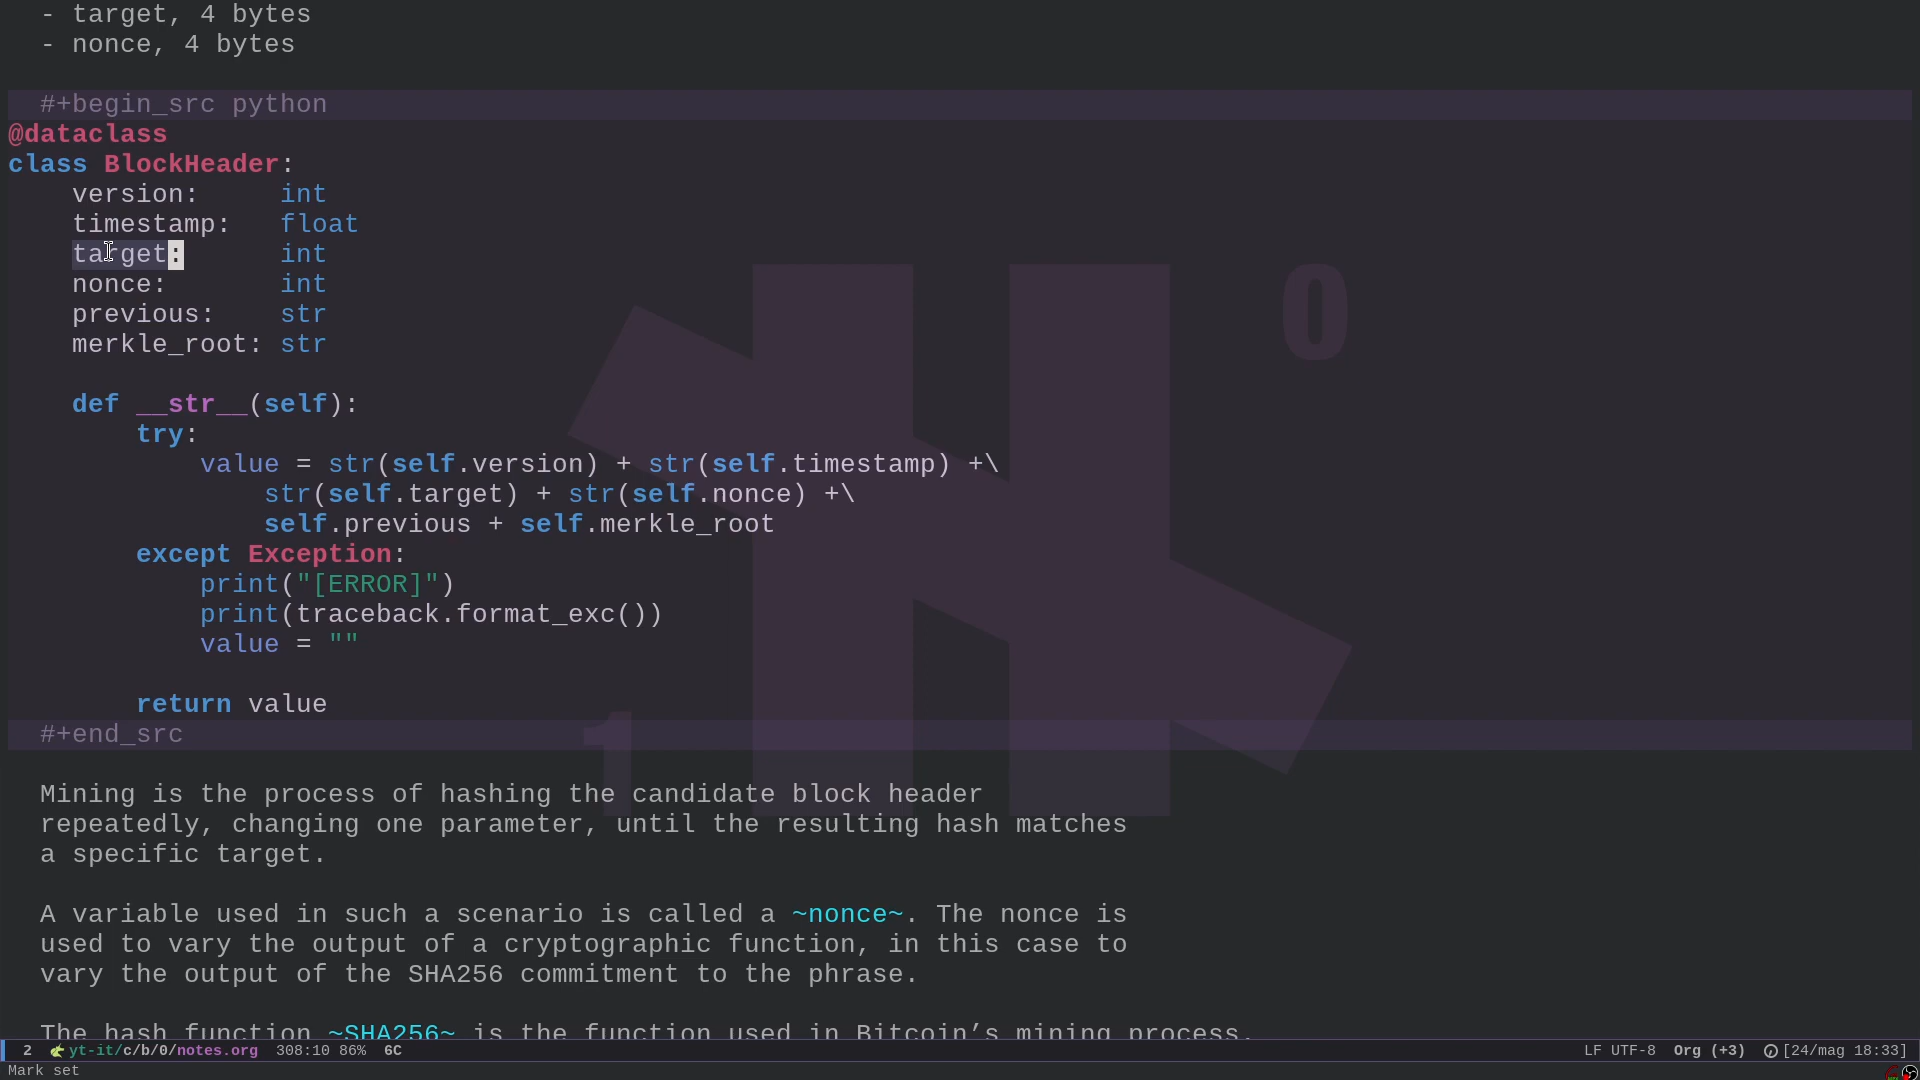 - target, 4 bytes
- nonce, 4 bytes
#+begin_src python
@dataclass
class BlockHeader:
    version:     int
    timestamp:   float
    target:      int
    nonce:       int
    previous:    str
    merkle_root: str
    def __str__(self):
        try:
            value = str(self.version) + str(self.timestamp) +\
                str(self.target) + str(self.nonce) +\
                self.previous + self.merkle_root
        except Exception:
            print("[ERROR]")
            print(traceback.format_exc())
            value = ""
        return value
#+end_src
Mining is the process of hashing the candidate block header
repeatedly, changing one parameter, until the resulting hash matches
a specific target.
A variable used in such a scenario is called a ~nonce~. The nonce is
used to vary the output of a cryptographic function, in this case to
vary the output of the SHA256 commitment to the phrase.
The hash function ~SHA256~ is the function used in Bitcoin’s mining process.
2 yt-it/c/b/0/notes.org 308:10 86% 6C LF UTF-8 Org (+3) [24/mag 18:33]
Mark set
0
1